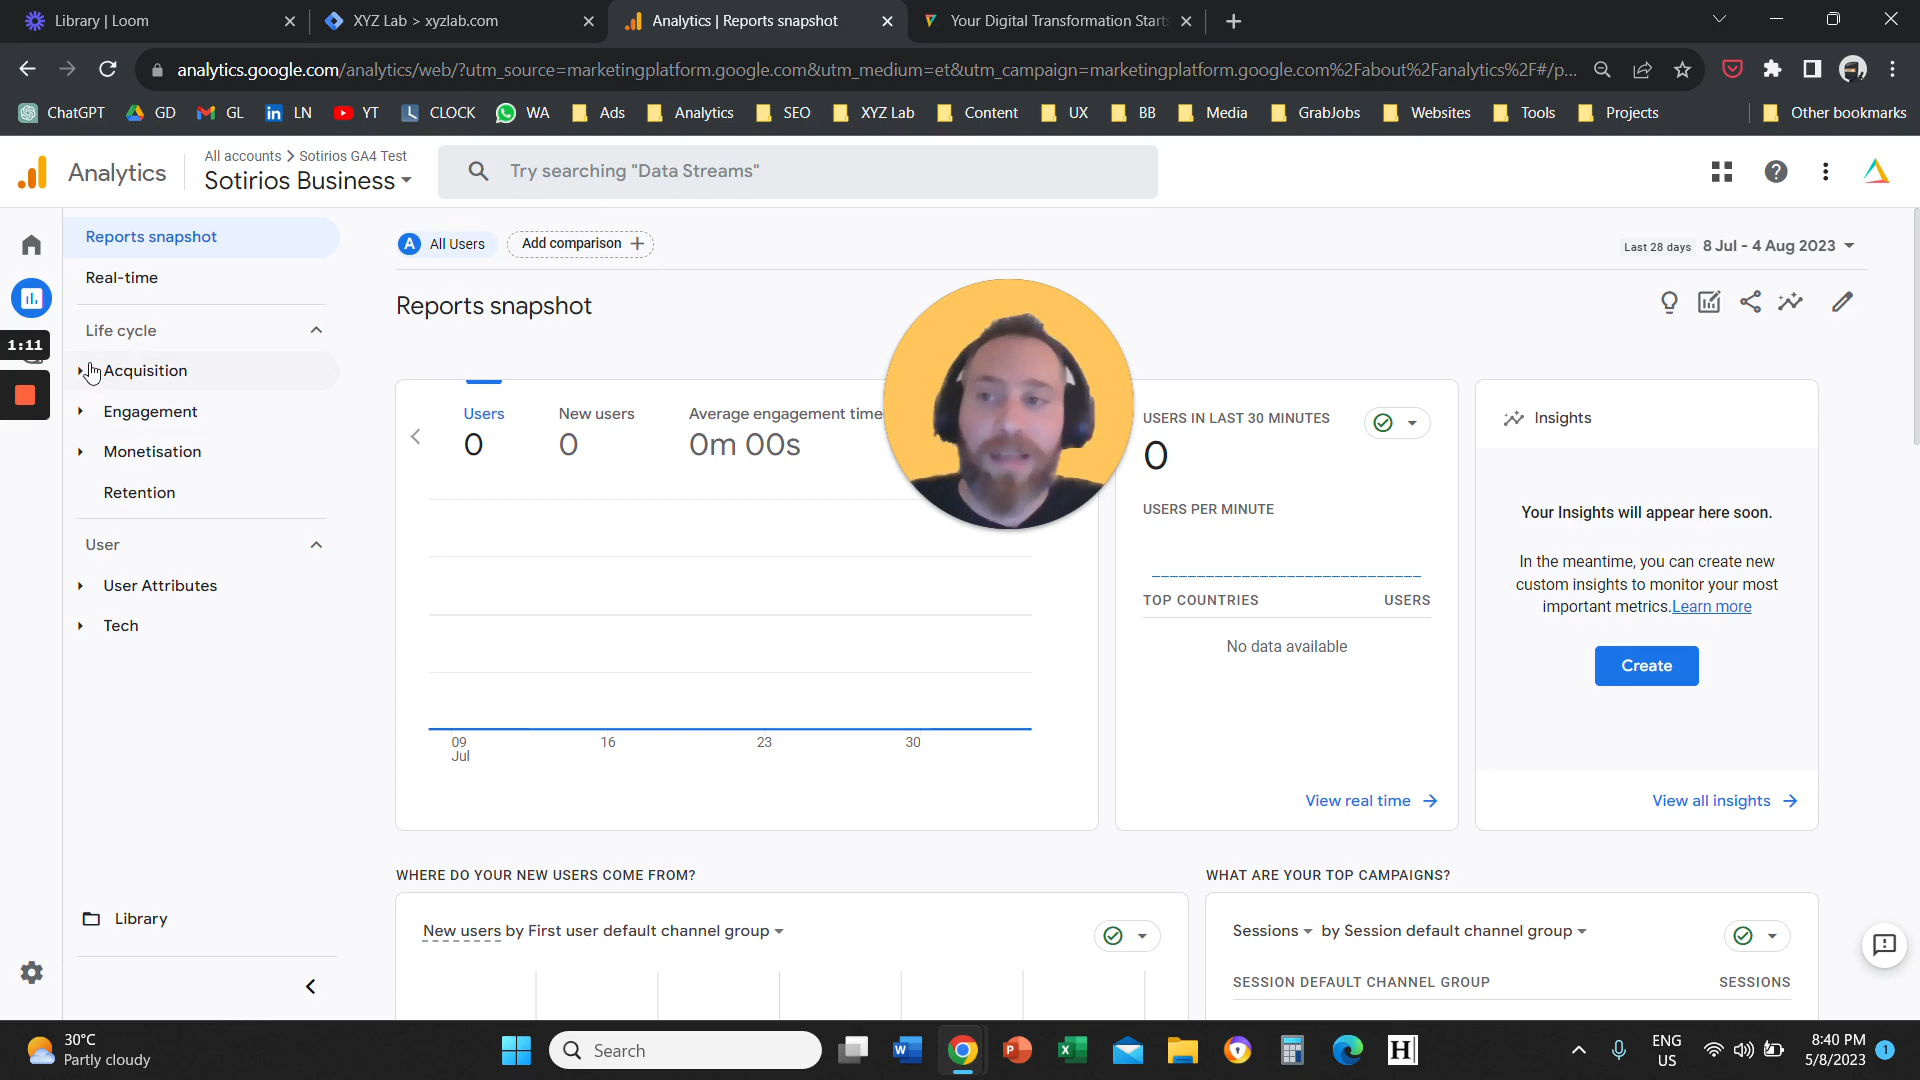 Library | Loom
XYZ Lab > xyzlab.com
Analytics | Reports snapshot
Your Digital Transformation Start
analytics.google.com/analytics/web/?utm_source=marketingplatform.google.com&utm_medium=et&utm_campaign=marketingplatform.google.com%2Fabout%2Fanalytics%2F#/p...
ChatGPT GD GL LN YT CLOCK WA Ads Analytics SEO XYZ Lab Content UX BB Media GrabJobs Websites Tools Projects Other bookmarks
Analytics
All accounts > Sotirios GA4 Test
Sotirios Business
Try searching "Data Streams"
Reports snapshot
Real-time
Life cycle
1:11
Acquisition
Engagement
Monetisation
Retention
User
User Attributes
Tech
Library
A All Users
Add comparison +
Last 28 days 8 Jul - 4 Aug 2023
Reports snapshot
Users
0
New users
0
Average engagement time
0m 00s
09
Jul
16
23
30
USERS IN LAST 30 MINUTES
0
USERS PER MINUTE
TOP COUNTRIES USERS
No data available
View real time
Insights
Your Insights will appear here soon.
In the meantime, you can create new
custom insights to monitor your most
important metrics.Learn more
Create
View all insights
WHERE DO YOUR NEW USERS COME FROM?
New users by First user default channel group
WHAT ARE YOUR TOP CAMPAIGNS?
Sessions by Session default channel group
SESSION DEFAULT CHANNEL GROUP SESSIONS
30°C
Partly cloudy
Search
H
ENG
US
8:40 PM
5/8/2023
1